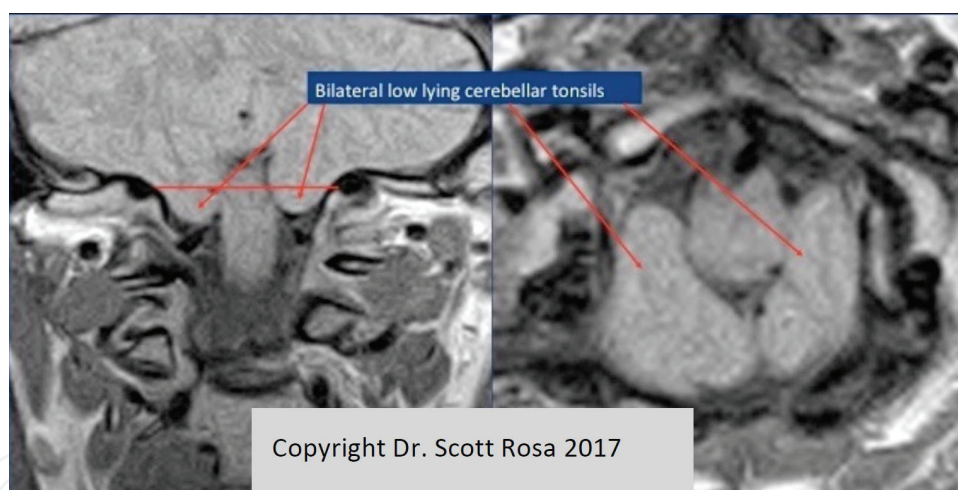 Bilateral low lying cerebellar tonsils
Copyright Dr. Scott Rosa 2017